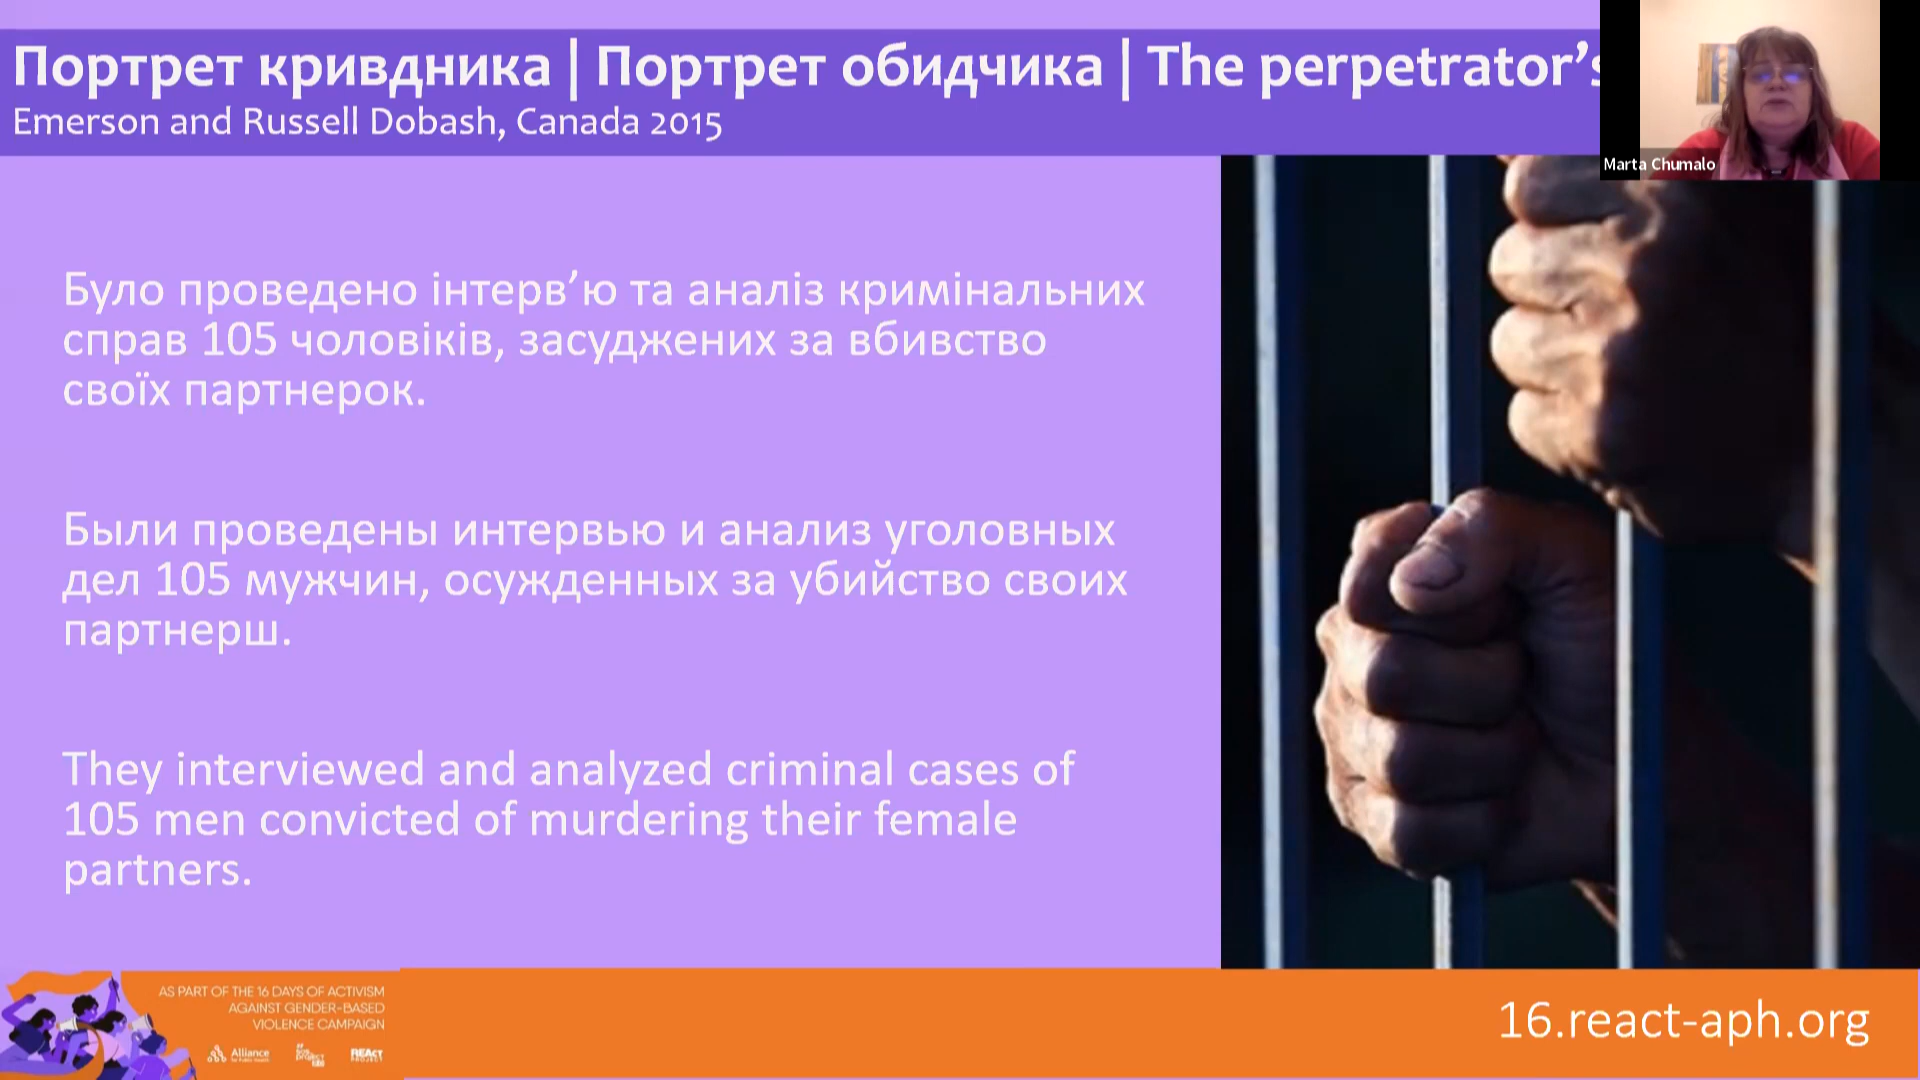 Портрет кривдника | Портрет обидчика | The perpetrator's
Emerson and Russell Dobash, Canada 2015
Marta Chumalo
Було проведено інтерв’ю та аналіз кримінальних
справ 105 чоловіків, засуджених за вбивство
своїх партнерок.
Были проведены интервью и анализ уголовных
дел 105 мужчин, осужденных за убийство своих
партнерш.
They interviewed and analyzed criminal cases of
105 men convicted of murdering their female
partners.
AS PART OF THE 16 DAYS OF ACTIVISM
AGAINST GENDER-BASED
VIOLENCE CAMPAIGN
Alliance
REAct
16.react-aph.org